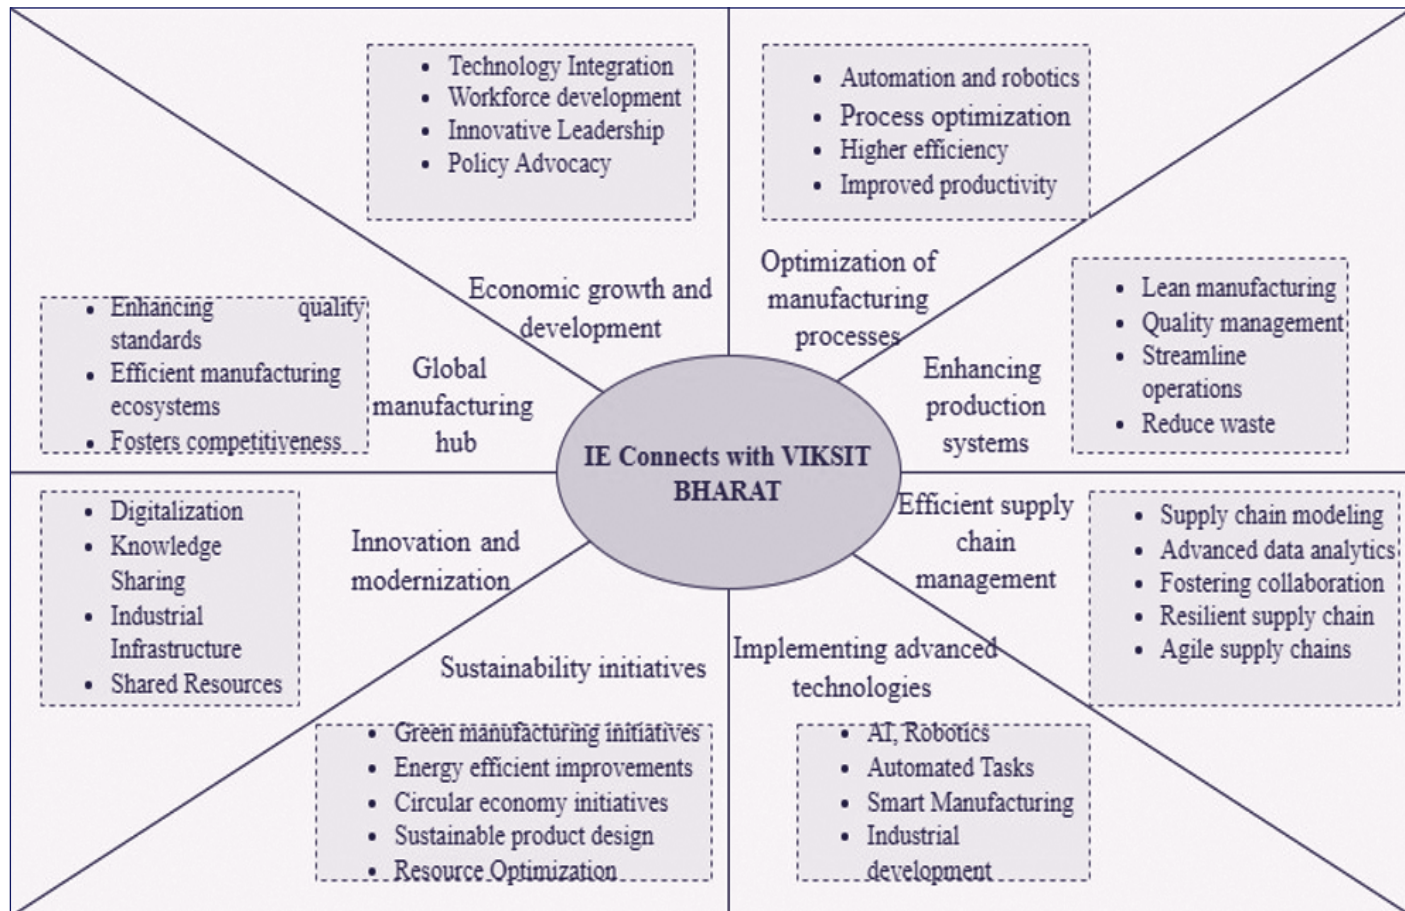 • Technology Integration
• Workforce development
• Innovative Leadership
• Policy Advocacy
Economic growth and
development
• Automation and robotics
• Process optimization
• Higher efficiency
• Improved productivity
Optimization of
manufacturing
processes
• Enhancing quality
standards
• Efficient manufacturing
ecosystems
• Fosters competitiveness
Global
manufacturing
hub
Enhancing
production
systems
• Lean manufacturing
• Quality management
• Streamline
operations
• Reduce waste
IE Connects with VIKSIT
BHARAT
• Digitalization
• Knowledge
Sharing
• Industrial
Infrastructure
• Shared Resources
Innovation and
modernization
Efficient supply
chain
management
• Supply chain modeling
• Advanced data analytics
• Fostering collaboration
• Resilient supply chain
• Agile supply chains
Sustainability initiatives
• Green manufacturing initiatives
• Energy efficient improvements
• Circular economy initiatives
• Sustainable product design
• Resource Optimization
Implementing advanced
technologies
• AI, Robotics
• Automated Tasks
• Smart Manufacturing
• Industrial
development